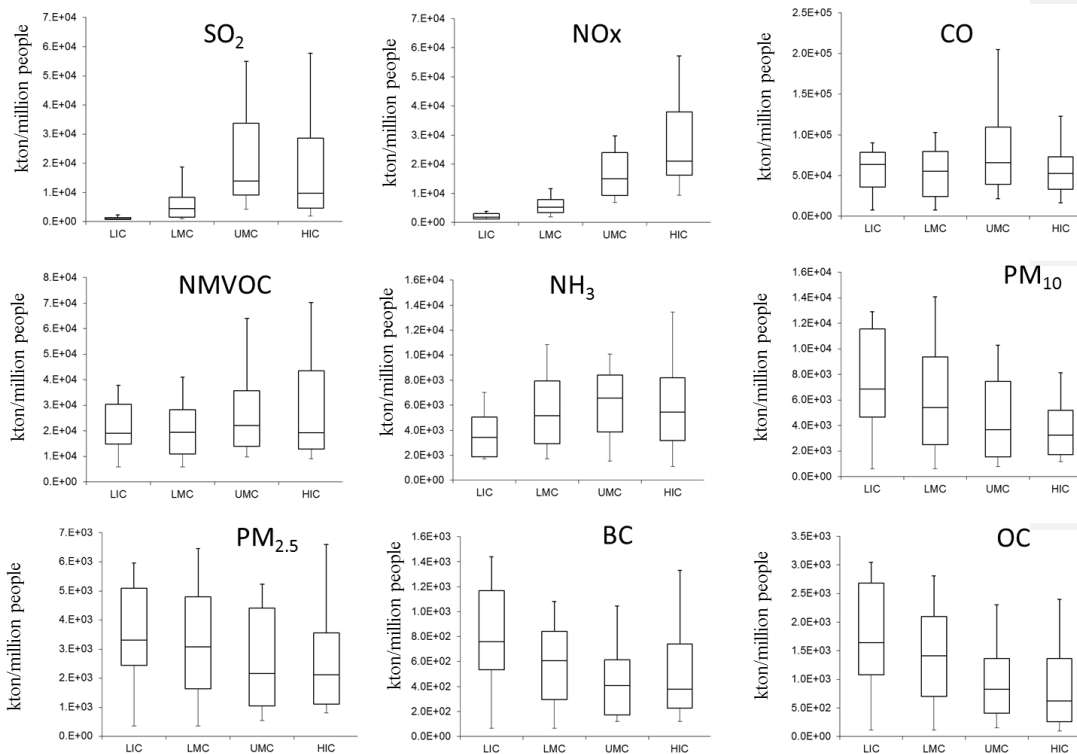 SO₂
kton/million people
7.E+04
6.E+04
5.E+04
4.E+04
3.E+04
2.E+04
1.E+04
0.E+00
LIC LMC UMC HIC
NOx
kton/million people
7.E+04
6.E+04
5.E+04
4.E+04
3.E+04
2.E+04
1.E+04
0.E+00
LIC LMC UMC HIC
CO
kton/million people
2.5E+05
2.0E+05
1.5E+05
1.0E+05
5.0E+04
0.0E+00
LIC LMC UMC HIC
NMVOC
kton/million people
8.E+04
7.E+04
6.E+04
5.E+04
4.E+04
3.E+04
2.E+04
1.E+04
0.E+00
LIC LMC UMC HIC
NH₃
kton/million people
1.6E+04
1.4E+04
1.2E+04
1.0E+04
8.0E+03
6.0E+03
4.0E+03
2.0E+03
0.0E+00
LIC LMC UMC HIC
PM₁₀
kton/million people
1.6E+04
1.4E+04
1.2E+04
1.0E+04
8.0E+03
6.0E+03
4.0E+03
2.0E+03
0.0E+00
LIC LMC UMC HIC
PM₂.₅
kton/million people
7.E+03
6.E+03
5.E+03
4.E+03
3.E+03
2.E+03
1.E+03
0.E+00
LIC LMC UMC HIC
BC
kton/million people
1.6E+03
1.4E+03
1.2E+03
1.0E+03
8.0E+02
6.0E+02
4.0E+02
2.0E+02
0.0E+00
LIC LMC UMC HIC
OC
kton/million people
3.5E+03
3.0E+03
2.5E+03
2.0E+03
1.5E+03
1.0E+03
5.0E+02
0.0E+00
LIC LMC UMC HIC